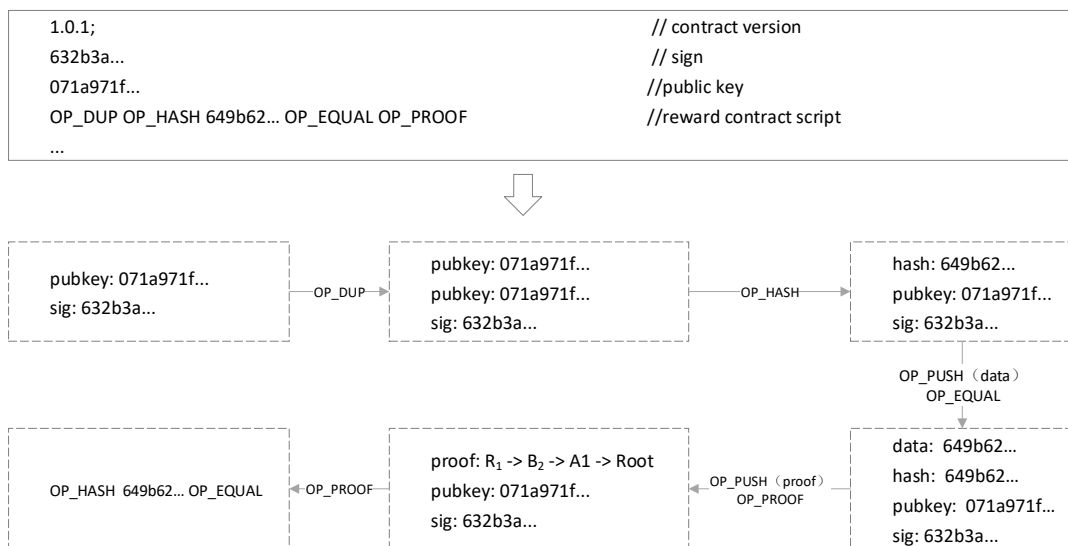 1.0.1; // contract version
632b3a... // sign
071a971f... //public key
OP_DUP OP_HASH 649b62... OP_EQUAL OP_PROOF //reward contract script
...
pubkey: 071a971f...
sig: 632b3a...
OP_DUP
pubkey: 071a971f...
pubkey: 071a971f...
sig: 632b3a...
OP_HASH
hash: 649b62...
pubkey: 071a971f...
sig: 632b3a...
OP_PUSH（data）
OP_EQUAL
data: 649b62...
hash: 649b62...
pubkey: 071a971f...
sig: 632b3a...
OP_PUSH（proof）
OP_PROOF
proof: R₁ -> B₂ -> A1 -> Root
pubkey: 071a971f...
sig: 632b3a...
OP_PROOF
OP_HASH 649b62... OP_EQUAL